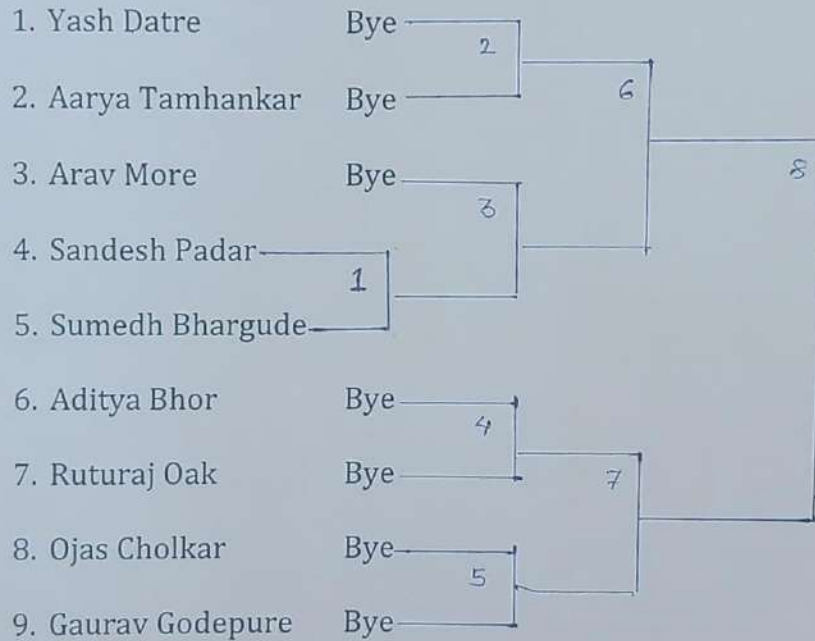 1. Yash Datre Bye
2
2. Aarya Tamhankar Bye
6
3. Arav More Bye
8
3
4. Sandesh Padar
1
5. Sumedh Bhargude
6. Aditya Bhor Bye
4
7. Ruturaj Oak Bye
7
8. Ojas Cholkar Bye
5
9. Gaurav Godepure Bye